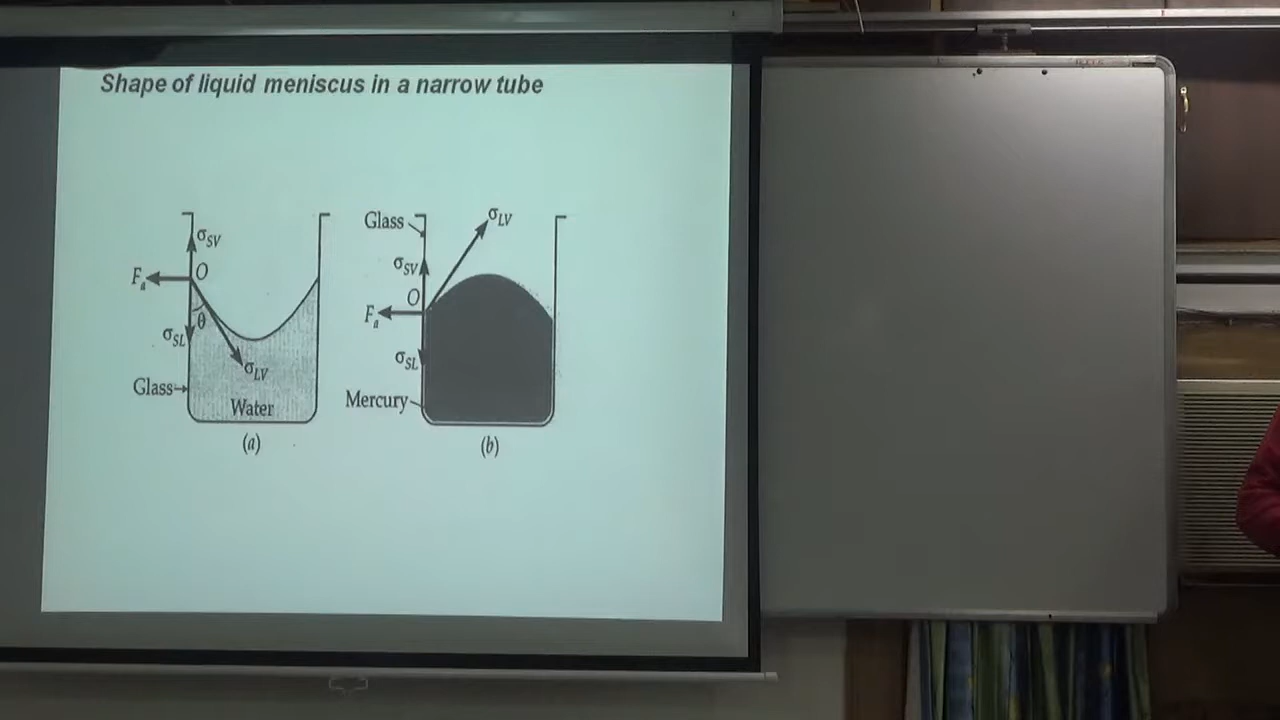 Shape of liquid meniscus in a narrow tube
σSV
O
Fa
θ
σSL
σLV
Glass
Water
(a)
Glass
σLV
σSV
O
Fa
σSL
Mercury
(b)